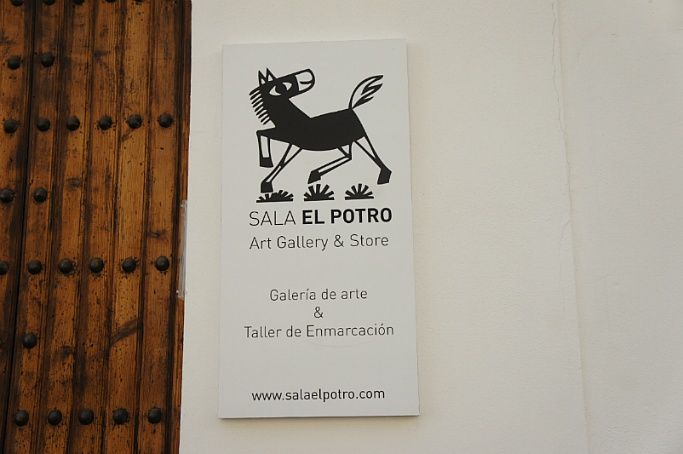 SALA EL POTRO
Art Gallery & Store
Galería de arte
&
Taller de Enmarcación
www.salaelpotro.com